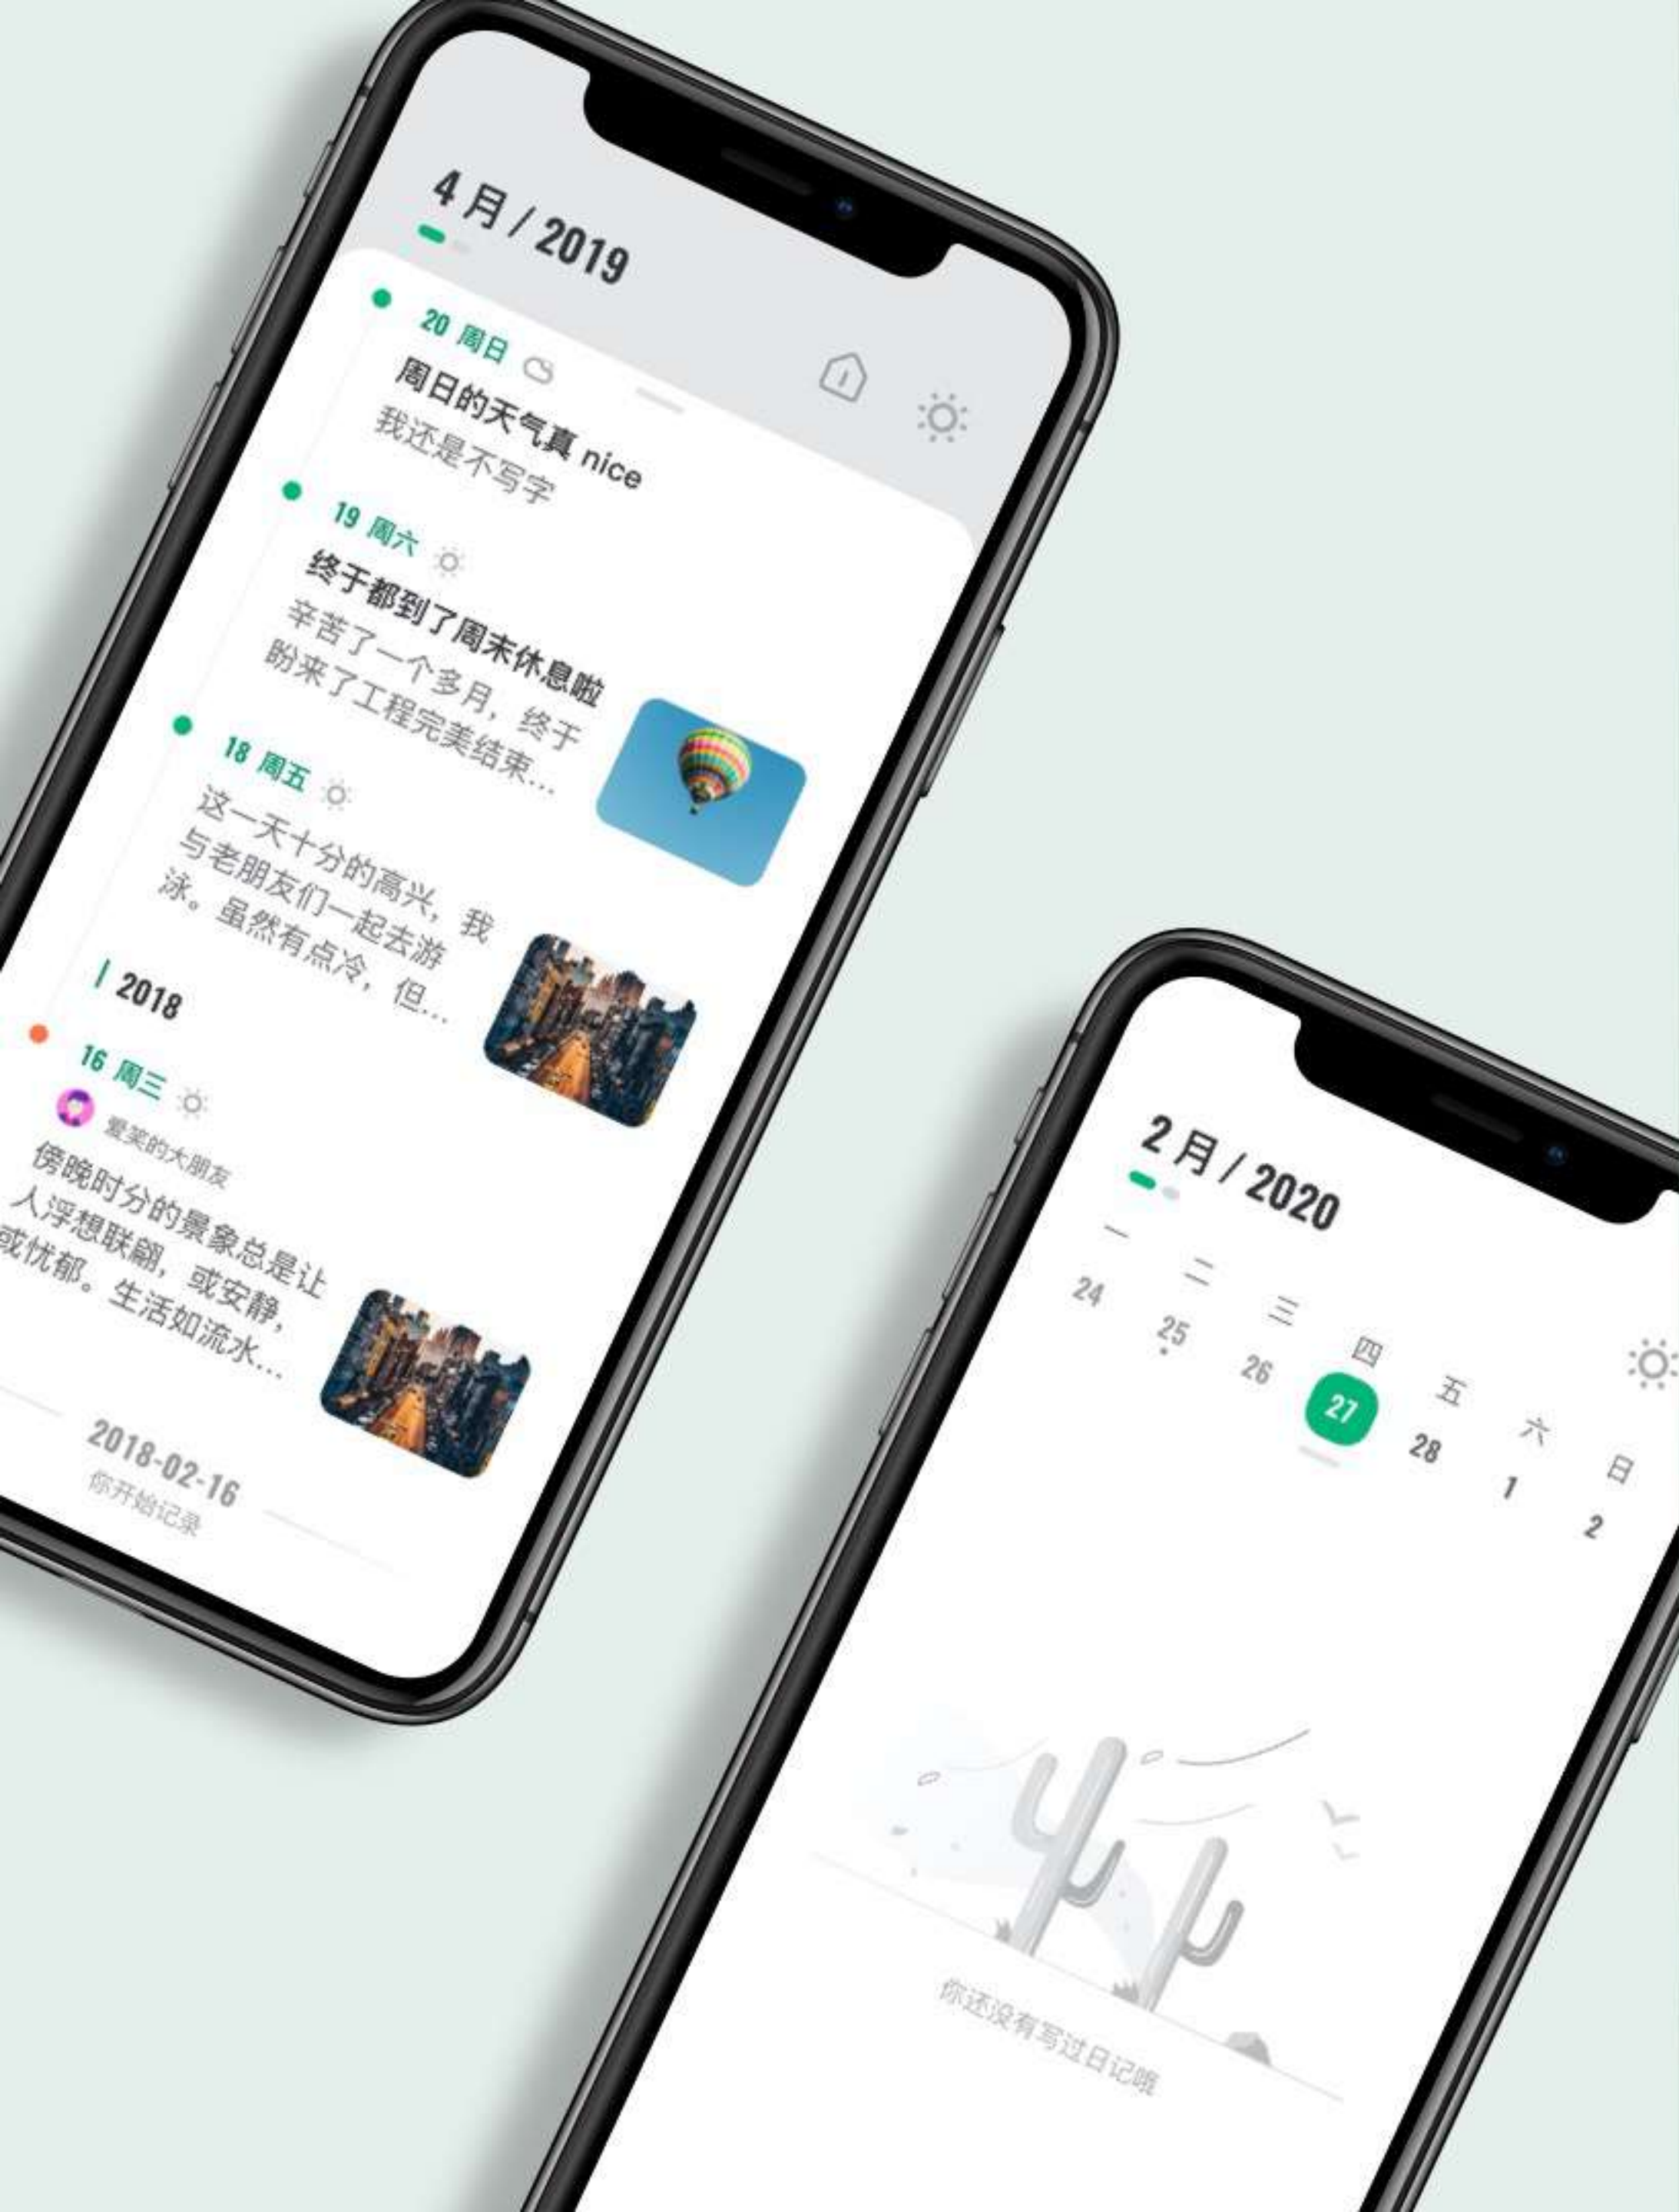 4 月 / 2019
20 周日
周日的天气真 nice
我还是不写字
19 周六
终于都到了周末休息啦
辛苦了一个多月，终于
盼来了工程完美结束...
18 周五
这一天十分的高兴，我
与老朋友们一起去游
泳。虽然有点冷，但...
2018
16 周三
爱笑的大朋友
傍晚时分的景象总是让
人浮想联翩，或安静，
或忧郁。生活如流水...
2018-02-16
你开始记录
2 月 / 2020
一 二 三 四 五 六 日
24 25 26 27 28 1 2
你还没有写过日记哦